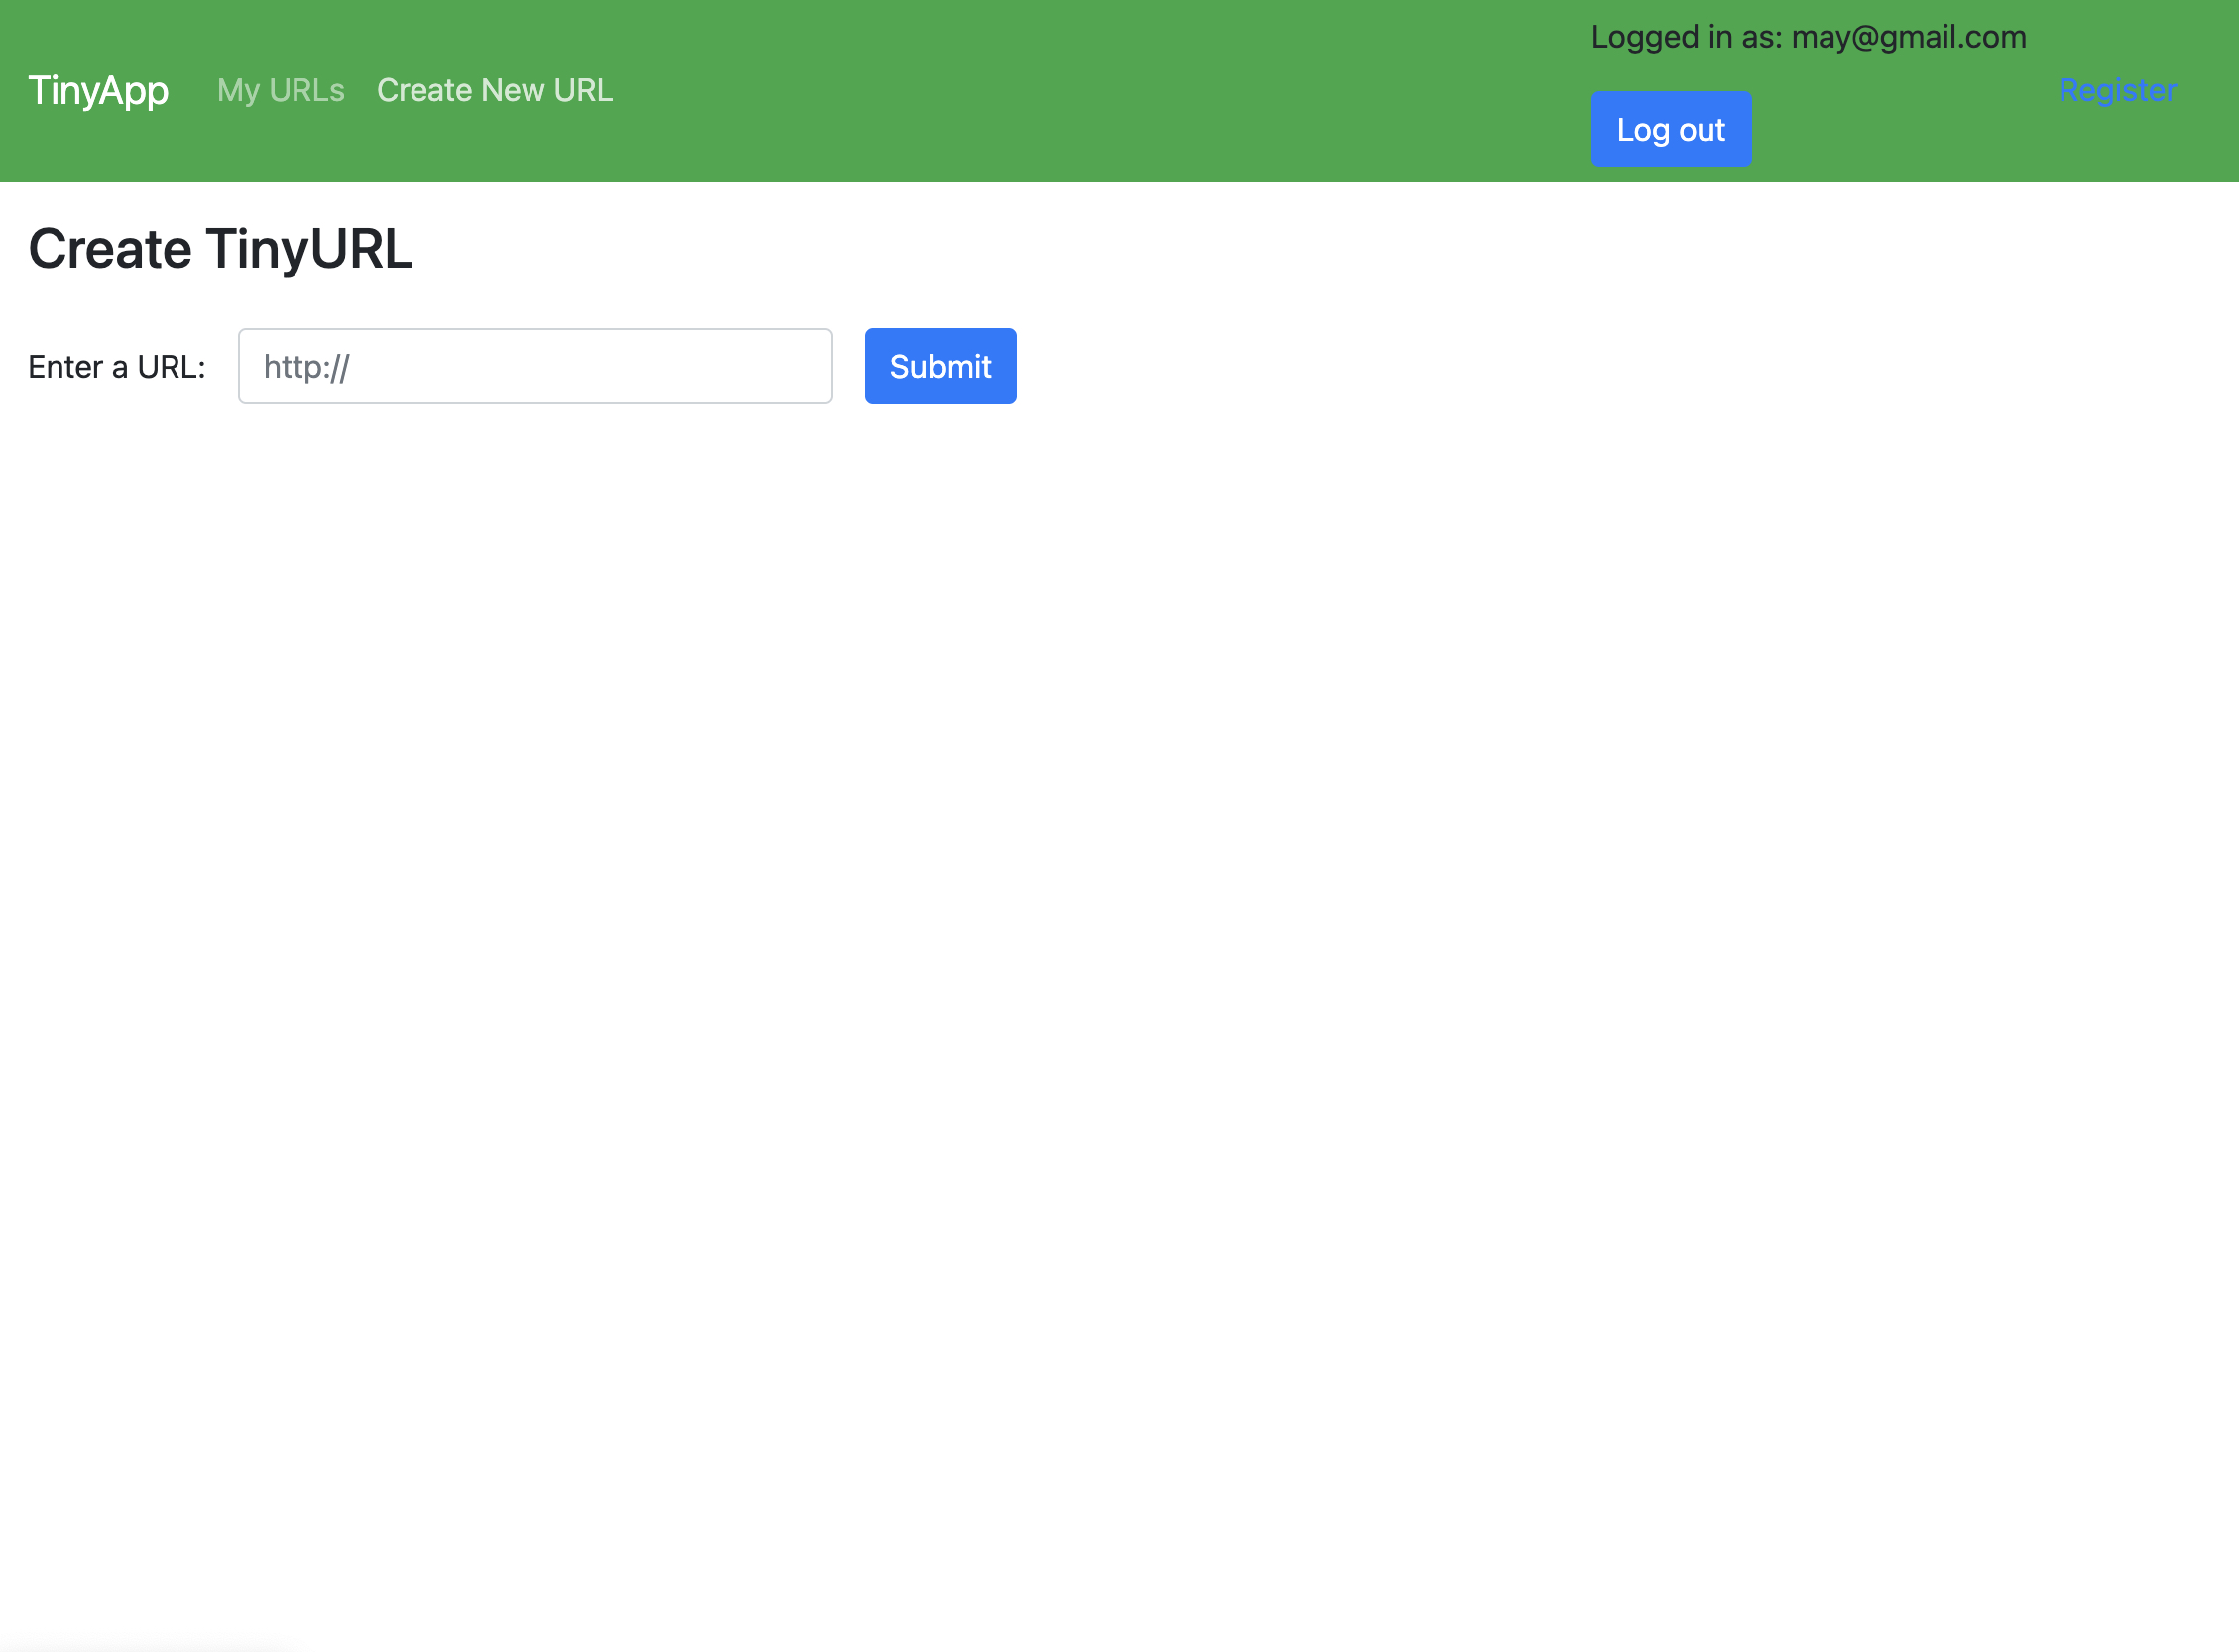 Logged in as: may@gmail.com
TinyApp My URLs Create New URL Register
Log out
Create TinyURL
Enter a URL: http:// Submit